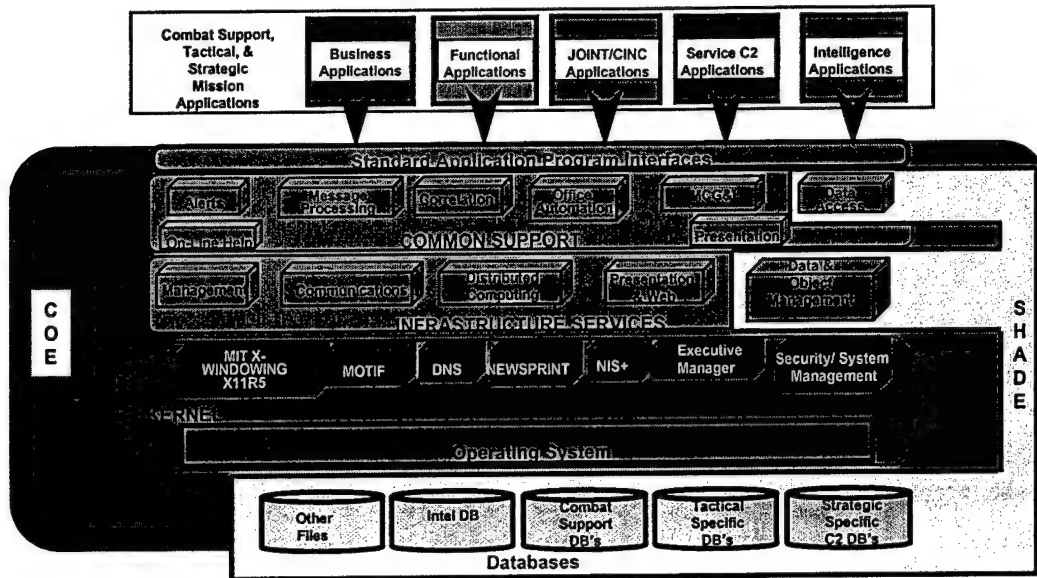 Combat Support,
Tactical, &
Strategic
Mission
Applications
Business
Applications
Functional
Applications
JOINT/CINC
Applications
Service C2
Applications
Intelligence
Applications
Standard Application Program Interfaces
Alerts
Message
Processing
Correlation
Office
Automation
MCG&I
Data
Access
On-Line Help
COMMON SUPPORT
Presentation
Management
Communications
Distributed
Computing
Presentation
& Web
Data &
Object
Management
INFRASTRUCTURE SERVICES
C
O
E
S
H
A
D
E
MIT X-
WINDOWING
X11R5
MOTIF
DNS
NEWSPRINT
NIS+
Executive
Manager
Security/ System
Management
KERNEL
Operating System
Other
Files
Intel DB
Combat
Support
DB's
Tactical
Specific
DB's
Strategic
Specific
C2 DB's
Databases